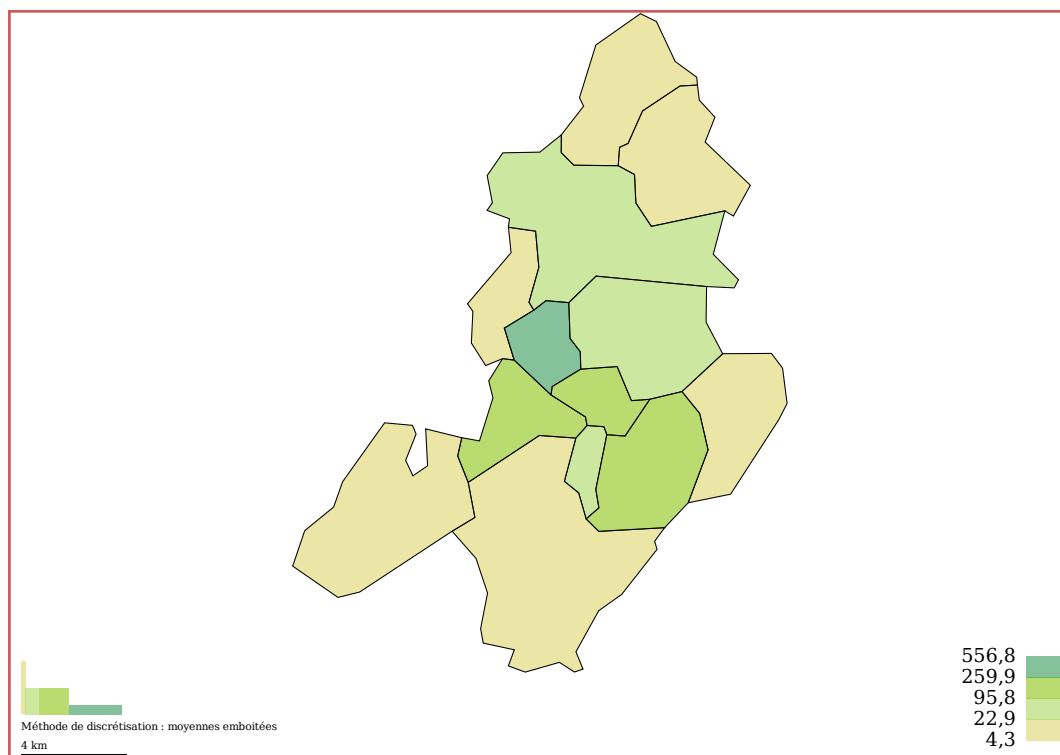 556,8
259,9
95,8
22,9
4,3
Méthode de discrétisation : moyennes emboitées
4 km